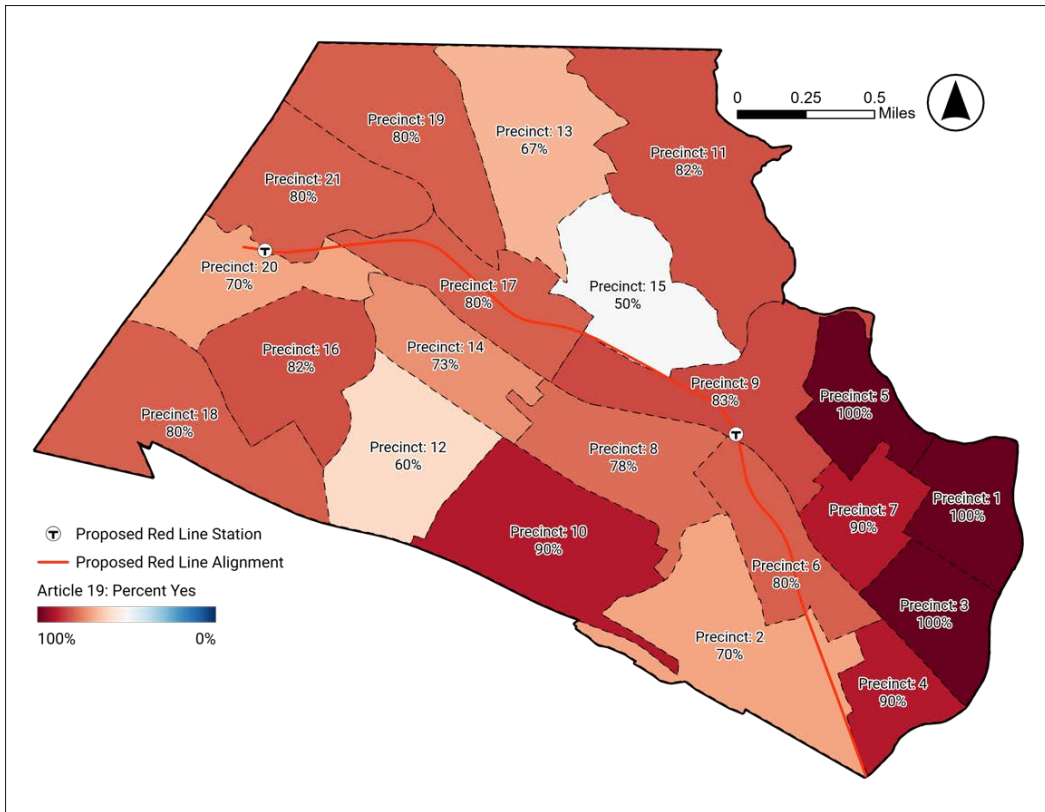 0 0.25 0.5
Miles
Precinct: 19
80%
Precinct: 13
67%
Precinct: 11
82%
Precinct: 21
80%
T
Precinct: 20
70%
Precinct: 17
80%
Precinct: 15
50%
Precinct: 16
82%
Precinct: 14
73%
Precinct: 9
83%
Precinct: 5
100%
Precinct: 18
80%
Precinct: 12
60%
Precinct: 8
78%
T
Precinct: 7
90%
Precinct: 1
100%
Precinct: 10
90%
Precinct: 6
80%
Precinct: 3
100%
Precinct: 2
70%
Precinct: 4
90%
T Proposed Red Line Station
Proposed Red Line Alignment
Article 19: Percent Yes
100% 0%